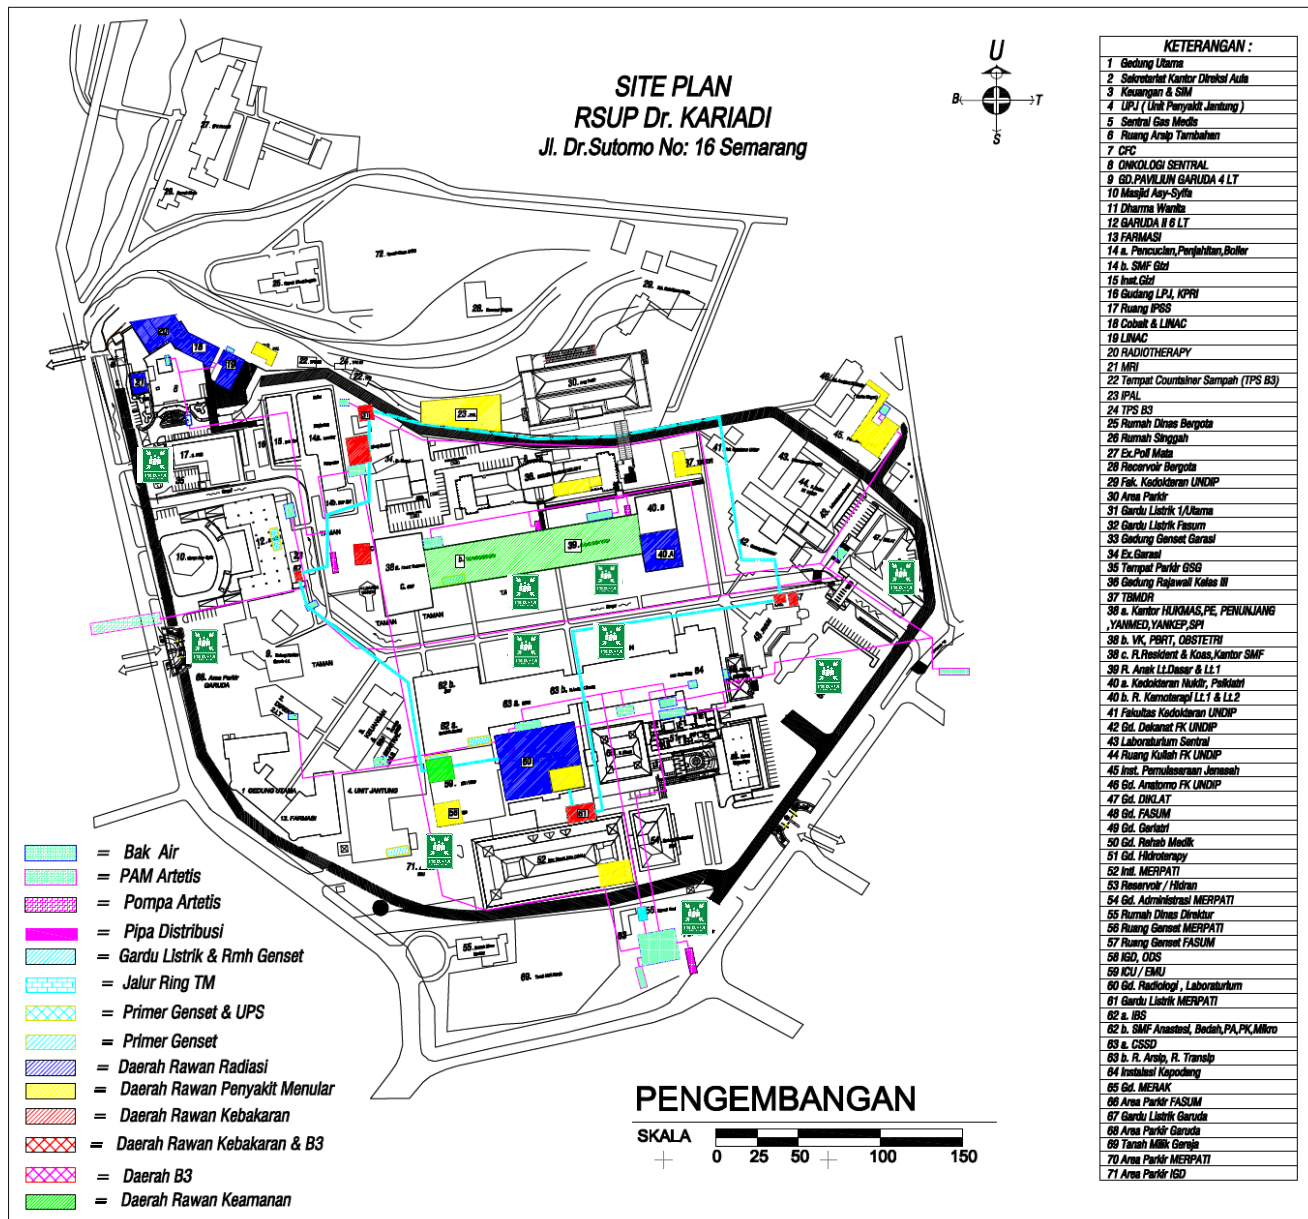 SITE PLAN
RSUP Dr. KARIADI
Jl. Dr.Sutomo No: 16 Semarang
U
B
T
S
KETERANGAN :
1 Gedung Utama
2 Sekretariat Kantor Direksi Aula
3 Keuangan & SIM
4 UPJ ( Unit Penyakit Jantung )
5 Sentral Gas Medis
6 Ruang Arsip Tambahan
7 CFC
8 ONKOLOGI SENTRAL
9 GD.PAVILIUN GARUDA 4 LT
10 Masjid Asy-Syifa
11 Dharma Wanita
12 GARUDA II 6 LT
13 FARMASI
14 a. Pencucian,Penjahitan,Boiler
14 b. SMF Gizi
15 Inst.Gizi
16 Gudang LPJ, KPRI
17 Ruang IPSS
18 Cobalt & LINAC
19 LINAC
20 RADIOTHERAPY
21 MRI
22 Tempat Countainer Sampah (TPS B3)
23 IPAL
24 TPS B3
25 Rumah Dinas Bergota
26 Rumah Singgah
27 Ex.Poli Mata
28 Recervoir Bergota
29 Fak. Kedokteran UNDIP
30 Area Parkir
31 Gardu Listrik 1/Utama
32 Gardu Listrik Fasum
33 Gedung Genset Garasi
34 Ex.Garasi
35 Tempat Parkir GSG
36 Gedung Rajawali Kelas III
37 TBMDR
38 a. Kantor HUKMAS,PE, PENUNJANG
,YANMED,YANKEP,SPI
38 b. VK, PBRT, OBSTETRI
38 c. R.Resident & Koas,Kantor SMF
39 R. Anak Lt.Dasar & Lt.1
40 a. Kedokteran Nuklir, Psikiatri
40 b. R. Kemoterapi Lt.1 & Lt.2
41 Fakultas Kedokteran UNDIP
42 Gd. Dekanat FK UNDIP
43 Laboraturium Sentral
44 Ruang Kuliah FK UNDIP
45 Inst. Pemulasaraan Jenasah
46 Gd. Anatomo FK UNDIP
47 Gd. DIKLAT
48 Gd. FASUM
49 Gd. Geriatri
50 Gd. Rehab Medik
51 Gd. Hidroterapy
52 Intl. MERPATI
53 Reservoir / Hidran
54 Gd. Administrasi MERPATI
55 Rumah Dinas Direktur
56 Ruang Genset MERPATI
57 Ruang Genset FASUM
58 IGD, ODS
59 ICU / EMU
60 Gd. Radiologi , Laboraturium
61 Gardu Listrik MERPATI
62 a. IBS
62 b. SMF Anastesi, Bedah,PA,PK,Mikro
63 a. CSSD
63 b. R. Arsip, R. Transip
64 Instalasi Kepodang
65 Gd. MERAK
66 Area Parkir FASUM
67 Gardu Listrik Garuda
68 Area Parkir Garuda
69 Tanah Milik Gereja
70 Area Parkir MERPATI
71 Area Parkir IGD
68. Area Parkir
GARUDA
TAMAN
TAMAN
TAMAN
1 GEDUNG UTAMA
13. FARMASI
4. UNIT JANTUNG
= Bak Air
= PAM Artetis
= Pompa Artetis
= Pipa Distribusi
= Gardu Listrik & Rmh Genset
= Jalur Ring TM
= Primer Genset & UPS
= Primer Genset
= Daerah Rawan Radiasi
= Daerah Rawan Penyakit Menular
= Daerah Rawan Kebakaran
= Daerah Rawan Kebakaran & B3
= Daerah B3
= Daerah Rawan Keamanan
PENGEMBANGAN
SKALA
0 25 50 100 150